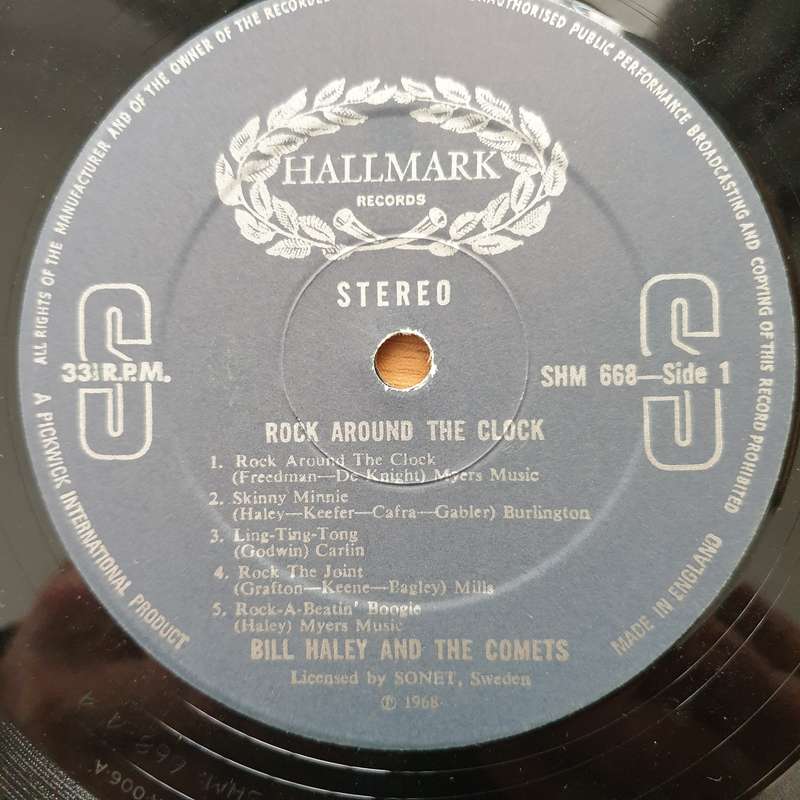 ALL RIGHTS OF THE MANUFACTURER AND OF THE OWNER OF THE RECORDED
UNAUTHORISED PUBLIC PERFORMANCE BROADCASTING AND COPYING OF THIS RECORD PROHIBITED
HALLMARK
RECORDS
STEREO
33⅓ R.P.M.
SHM 668—Side 1
ROCK AROUND THE CLOCK
1. Rock Around The Clock
(Freedman—De Knight) Myers Music
2. Skinny Minnie
(Haley—Keefer—Cafra—Gabler) Burlington
3. Ling-Ting-Tong
(Godwin) Carlin
4. Rock The Joint
(Grafton—Keene—Bagley) Mills
5. Rock-A-Beatin' Boogie
(Haley) Myers Music
BILL HALEY AND THE COMETS
Licensed by SONET, Sweden
℗ 1968
A PICKWICK INTERNATIONAL PRODUCT
MADE IN ENGLAND